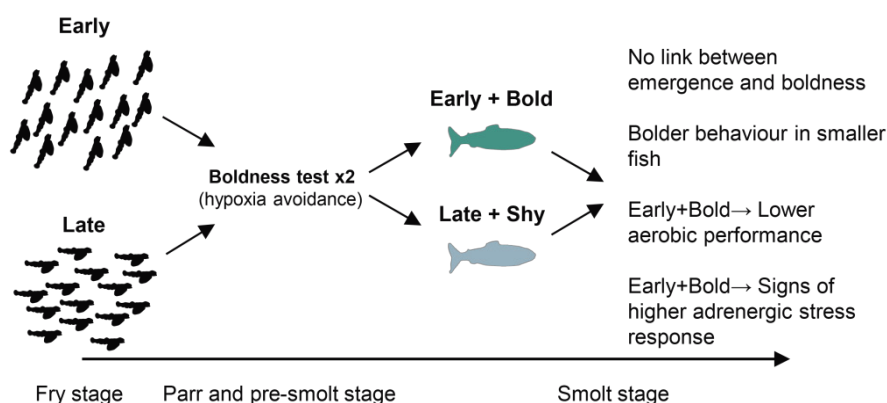 Early
Late
Boldness test x2
(hypoxia avoidance)
Early + Bold
Late + Shy
No link between
emergence and boldness
Bolder behaviour in smaller
fish
Early+Bold→ Lower
aerobic performance
Early+Bold→ Signs of
higher adrenergic stress
response
Fry stage
Parr and pre-smolt stage
Smolt stage